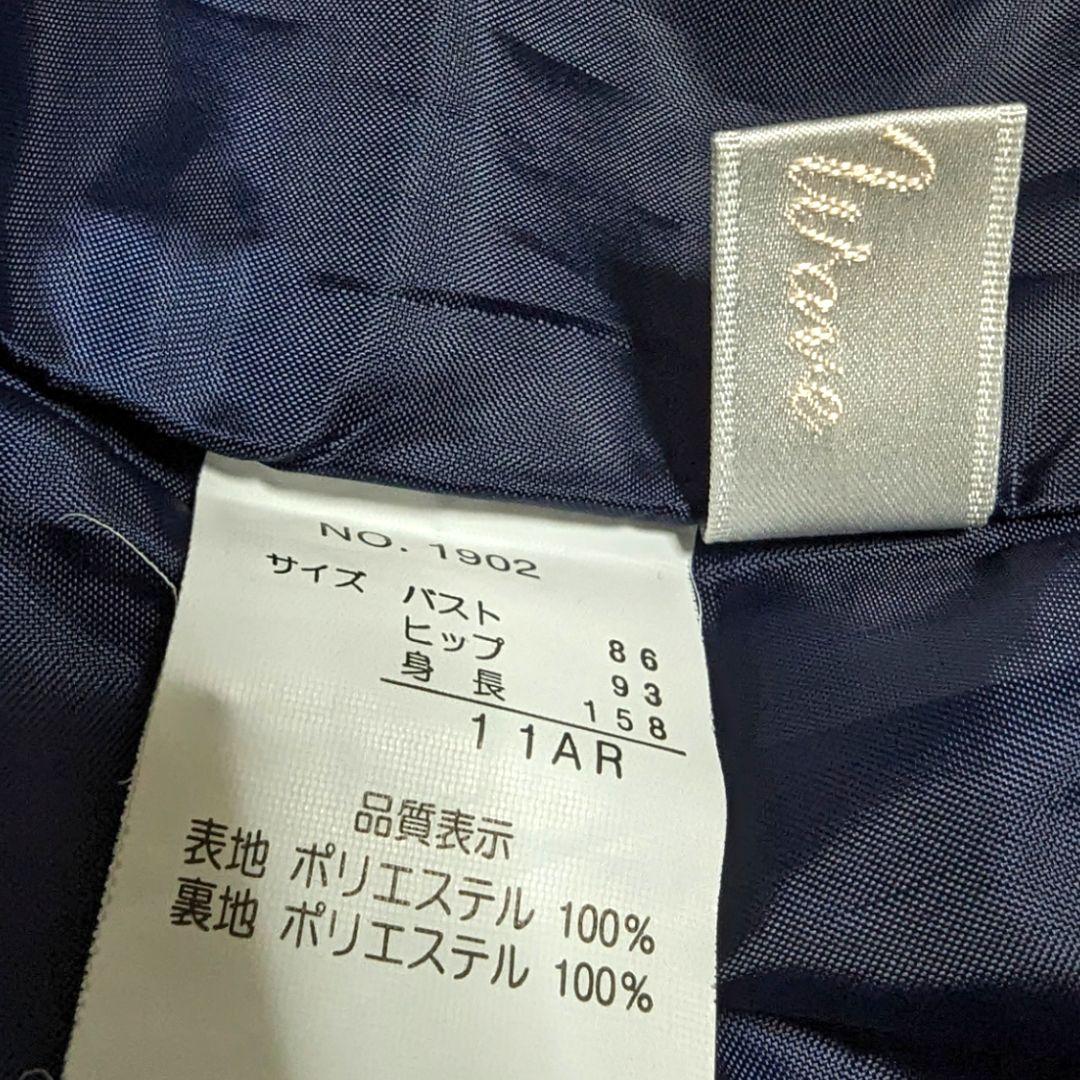 NO. 1902
サイズ バスト 86
ヒップ 93
身長 158
11AR
品質表示
表地 ポリエステル 100%
裏地 ポリエステル 100%